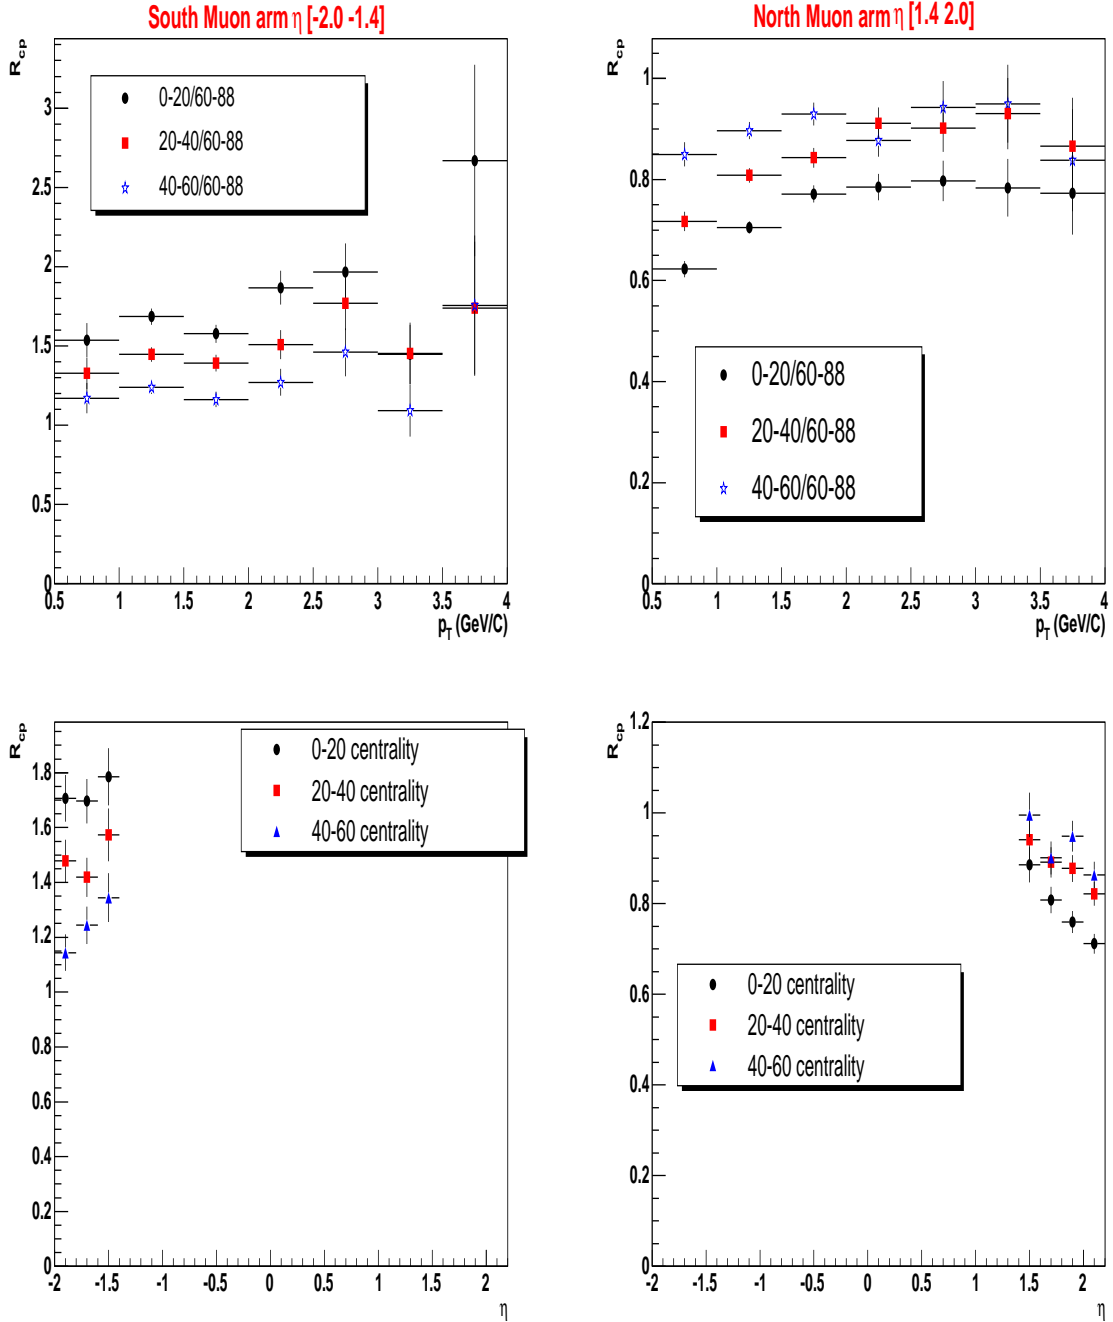 South Muon arm η [-2.0 -1.4]
R_cp
0-20/60-88
20-40/60-88
40-60/60-88
3
2.5
2
1.5
1
0.5
0
0.5 1 1.5 2 2.5 3 3.5 4
p_T (GeV/C)
North Muon arm η [1.4 2.0]
R_cp
1
0.8
0.6
0.4
0.2
0
0-20/60-88
20-40/60-88
40-60/60-88
0.5 1 1.5 2 2.5 3 3.5 4
p_T (GeV/C)
R_cp
0-20 centrality
20-40 centrality
40-60 centrality
1.8
1.6
1.4
1.2
1
0.8
0.6
0.4
0.2
0
-2 -1.5 -1 -0.5 0 0.5 1 1.5 2
η
R_cp
1.2
1
0.8
0.6
0.4
0.2
0
0-20 centrality
20-40 centrality
40-60 centrality
-2 -1.5 -1 -0.5 0 0.5 1 1.5 2
η